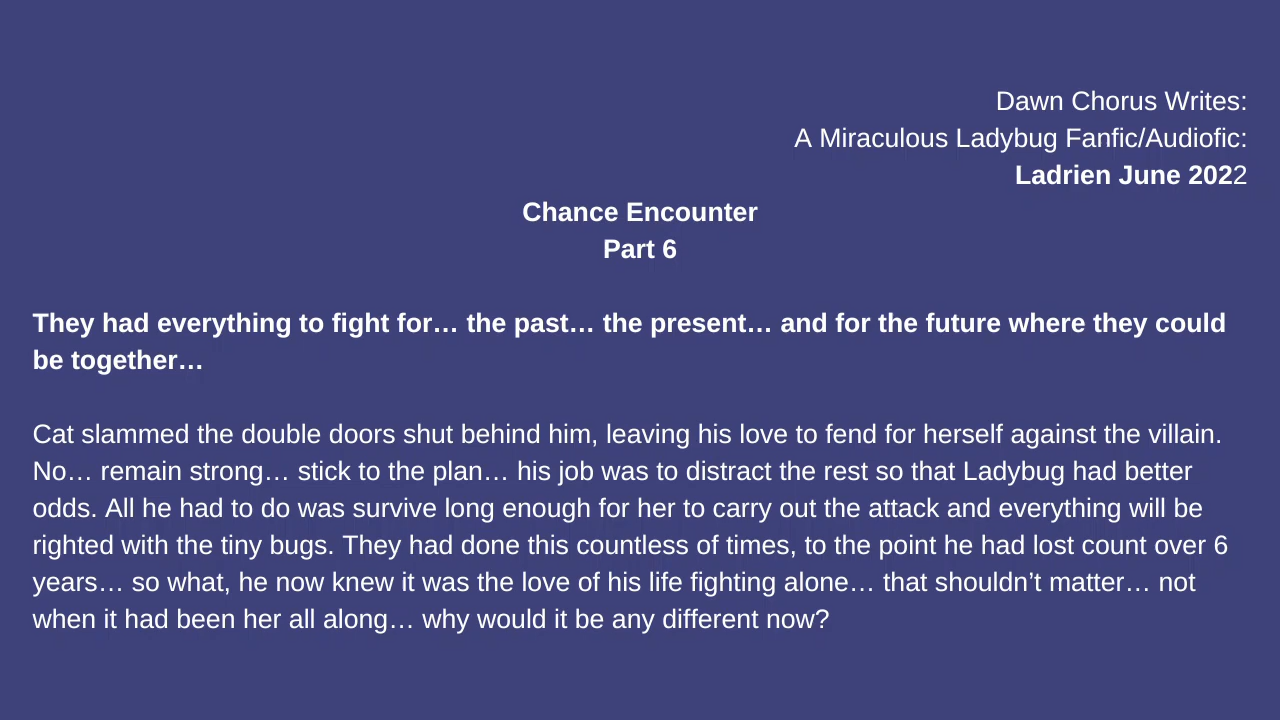 Dawn Chorus Writes:
A Miraculous Ladybug Fanfic/Audiofic:
Ladrien June 2022
Chance Encounter
Part 6
They had everything to fight for… the past… the present… and for the future where they could
be together…
Cat slammed the double doors shut behind him, leaving his love to fend for herself against the villain.
No… remain strong… stick to the plan… his job was to distract the rest so that Ladybug had better
odds. All he had to do was survive long enough for her to carry out the attack and everything will be
righted with the tiny bugs. They had done this countless of times, to the point he had lost count over 6
years… so what, he now knew it was the love of his life fighting alone… that shouldn’t matter… not
when it had been her all along… why would it be any different now?